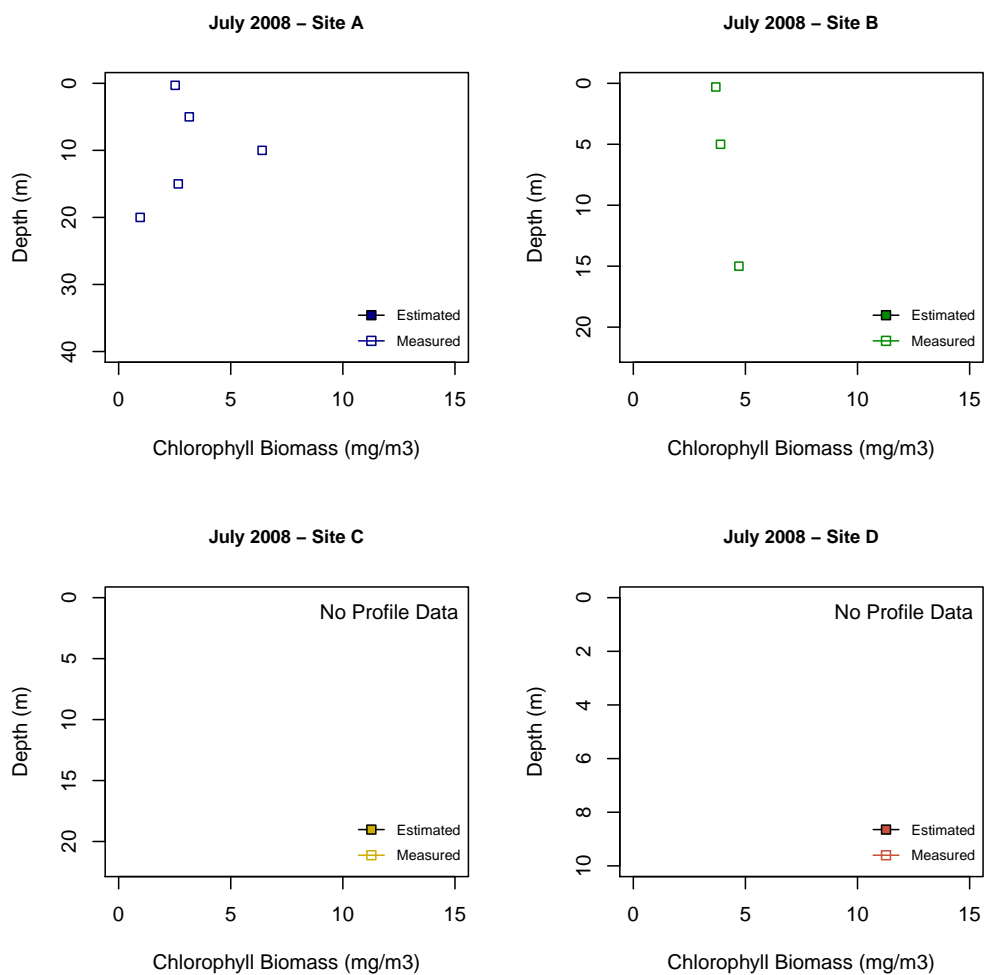 July 2008 – Site A
Depth (m)
0
10
20
30
40
Estimated
Measured
0 5 10 15
Chlorophyll Biomass (mg/m3)
July 2008 – Site B
Depth (m)
0
5
10
15
20
Estimated
Measured
0 5 10 15
Chlorophyll Biomass (mg/m3)
July 2008 – Site C
No Profile Data
Depth (m)
0
5
10
15
20
Estimated
Measured
0 5 10 15
Chlorophyll Biomass (mg/m3)
July 2008 – Site D
No Profile Data
Depth (m)
0
2
4
6
8
10
Estimated
Measured
0 5 10 15
Chlorophyll Biomass (mg/m3)